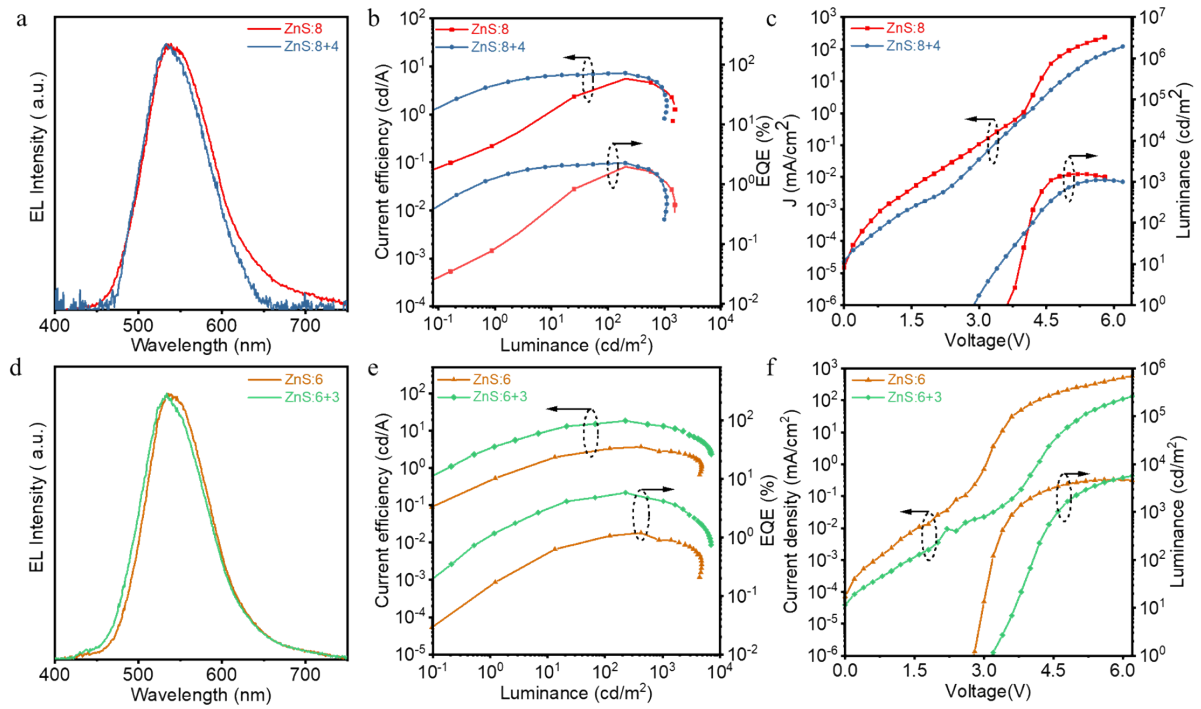 a
EL Intensity ( a.u.)
ZnS:8
ZnS:8+4
400 500 600 700
Wavelength (nm)
b
Current efficiency (cd/A)
10² 10¹ 10⁰ 10⁻¹ 10⁻² 10⁻³ 10⁻⁴
ZnS:8
ZnS:8+4
10² 10¹ 10⁰ 10⁻¹ 10⁻²
EQE (%)
10⁻¹ 10⁰ 10¹ 10² 10³ 10⁴
Luminance (cd/m²)
c
J (mA/cm²)
10³ 10² 10¹ 10⁰ 10⁻¹ 10⁻² 10⁻³ 10⁻⁴ 10⁻⁵ 10⁻⁶
ZnS:8
ZnS:8+4
10⁷ 10⁶ 10⁵ 10⁴ 10³ 10² 10¹ 10⁰
Luminance (cd/m²)
0.0 1.5 3.0 4.5 6.0
Voltage(V)
d
EL Intensity ( a.u.)
ZnS:6
ZnS:6+3
400 500 600 700
Wavelength (nm)
e
Current efficiency (cd/A)
10² 10¹ 10⁰ 10⁻¹ 10⁻² 10⁻³ 10⁻⁴ 10⁻⁵
ZnS:6
ZnS:6+3
10² 10¹ 10⁰ 10⁻¹ 10⁻²
EQE (%)
10⁻¹ 10⁰ 10¹ 10² 10³ 10⁴
Luminance (cd/m²)
f
Current density (mA/cm²)
10³ 10² 10¹ 10⁰ 10⁻¹ 10⁻² 10⁻³ 10⁻⁴ 10⁻⁵ 10⁻⁶
ZnS:6
ZnS:6+3
10⁶ 10⁵ 10⁴ 10³ 10² 10¹ 10⁰
Luminance (cd/m²)
0.0 1.5 3.0 4.5 6.0
Voltage(V)